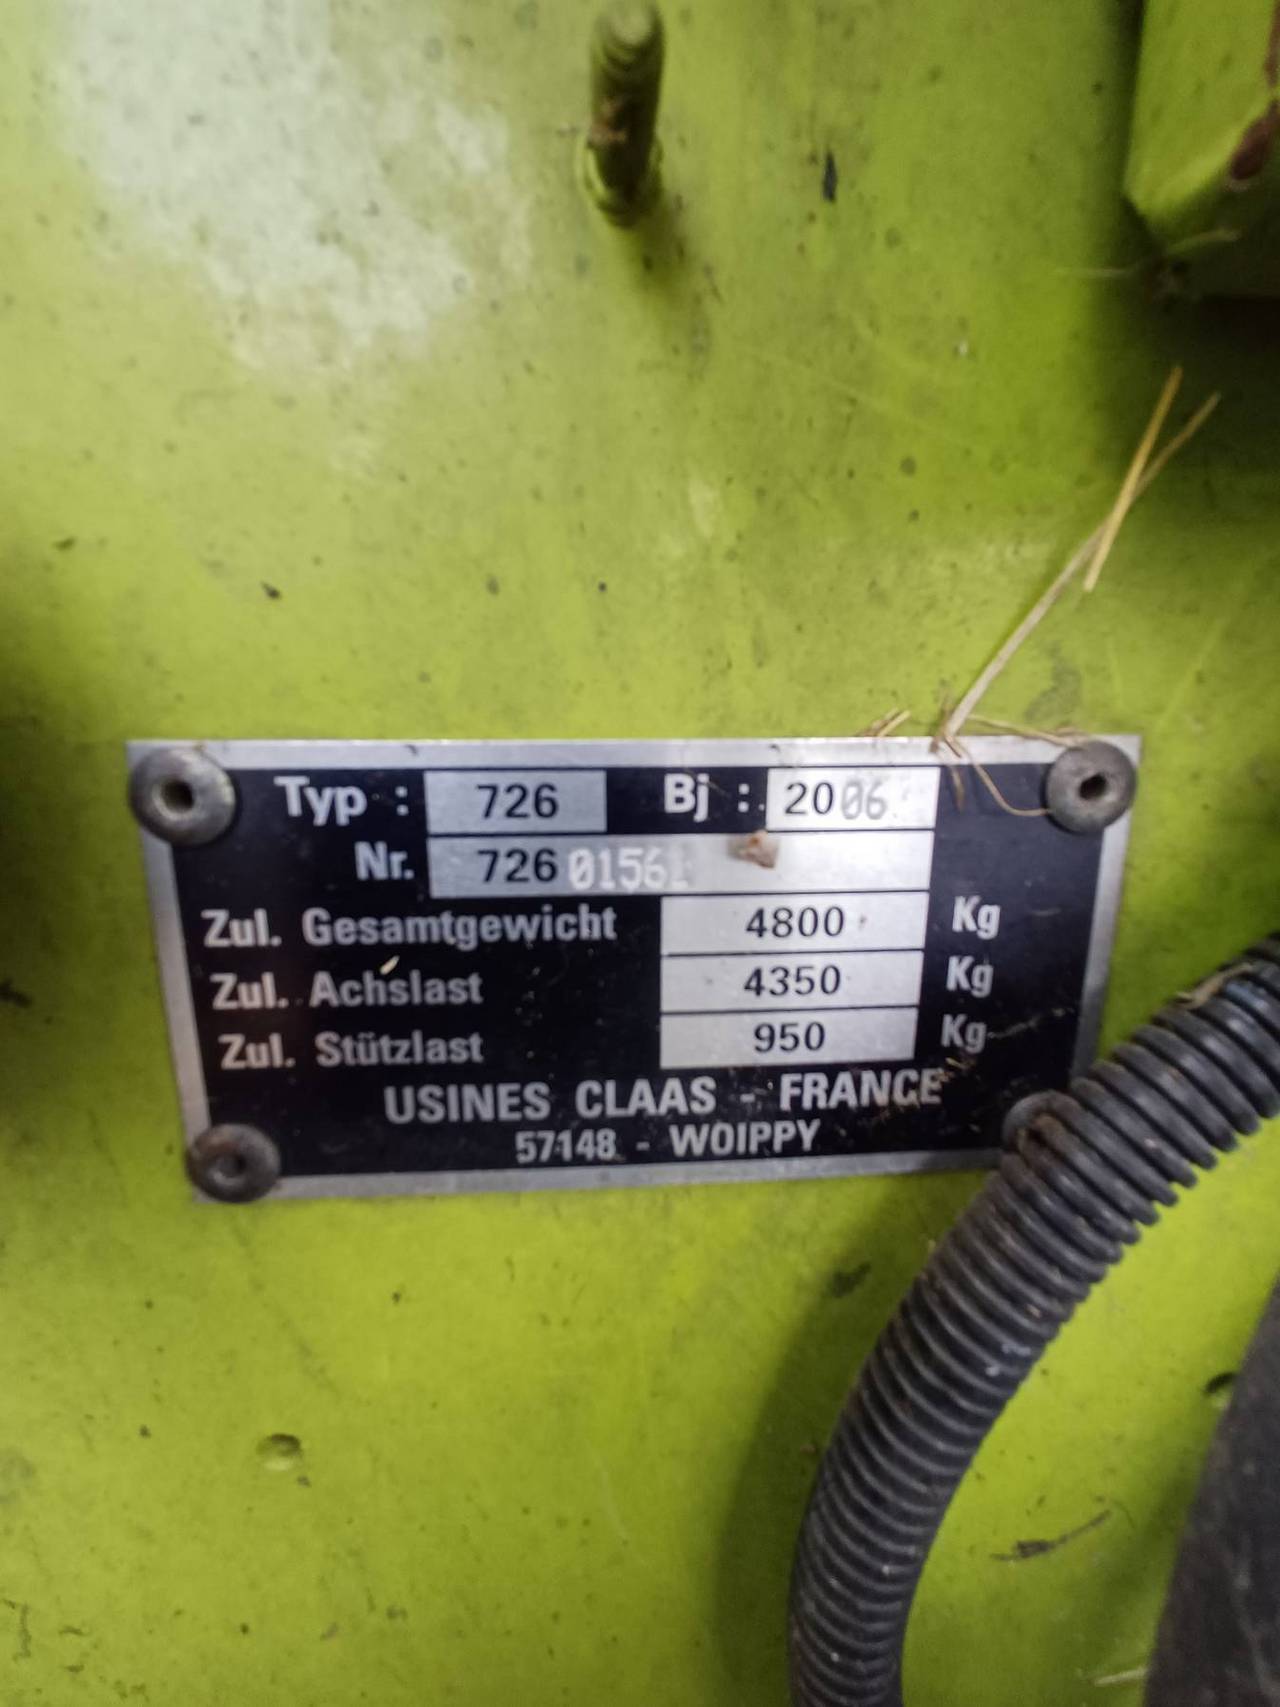 Typ : 726 Bj : 2006
Nr. 726 01561
Zul. Gesamtgewicht 4800 Kg
Zul. Achslast 4350 Kg
Zul. Stützlast 950 Kg
USINES CLAAS - FRANCE
57148 - WOIPPY